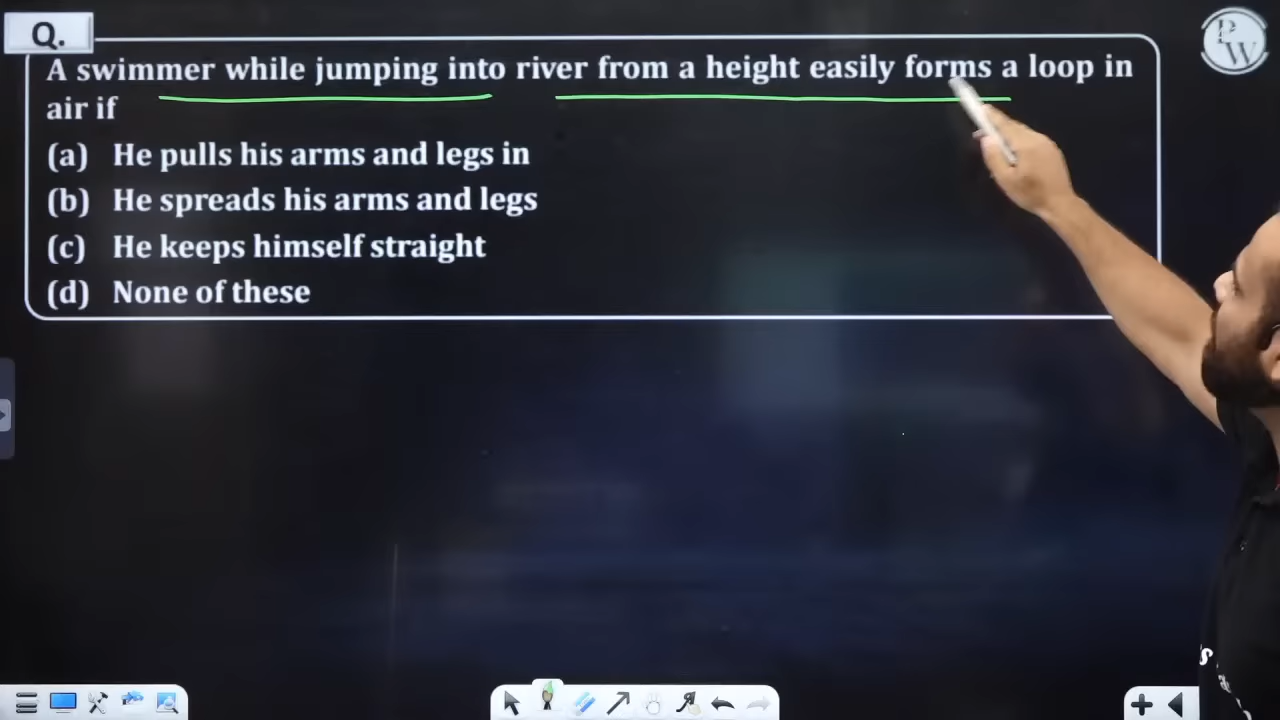 Q.
A swimmer while jumping into river from a height easily forms a loop in
air if
(a) He pulls his arms and legs in
(b) He spreads his arms and legs
(c) He keeps himself straight
(d) None of these
PW